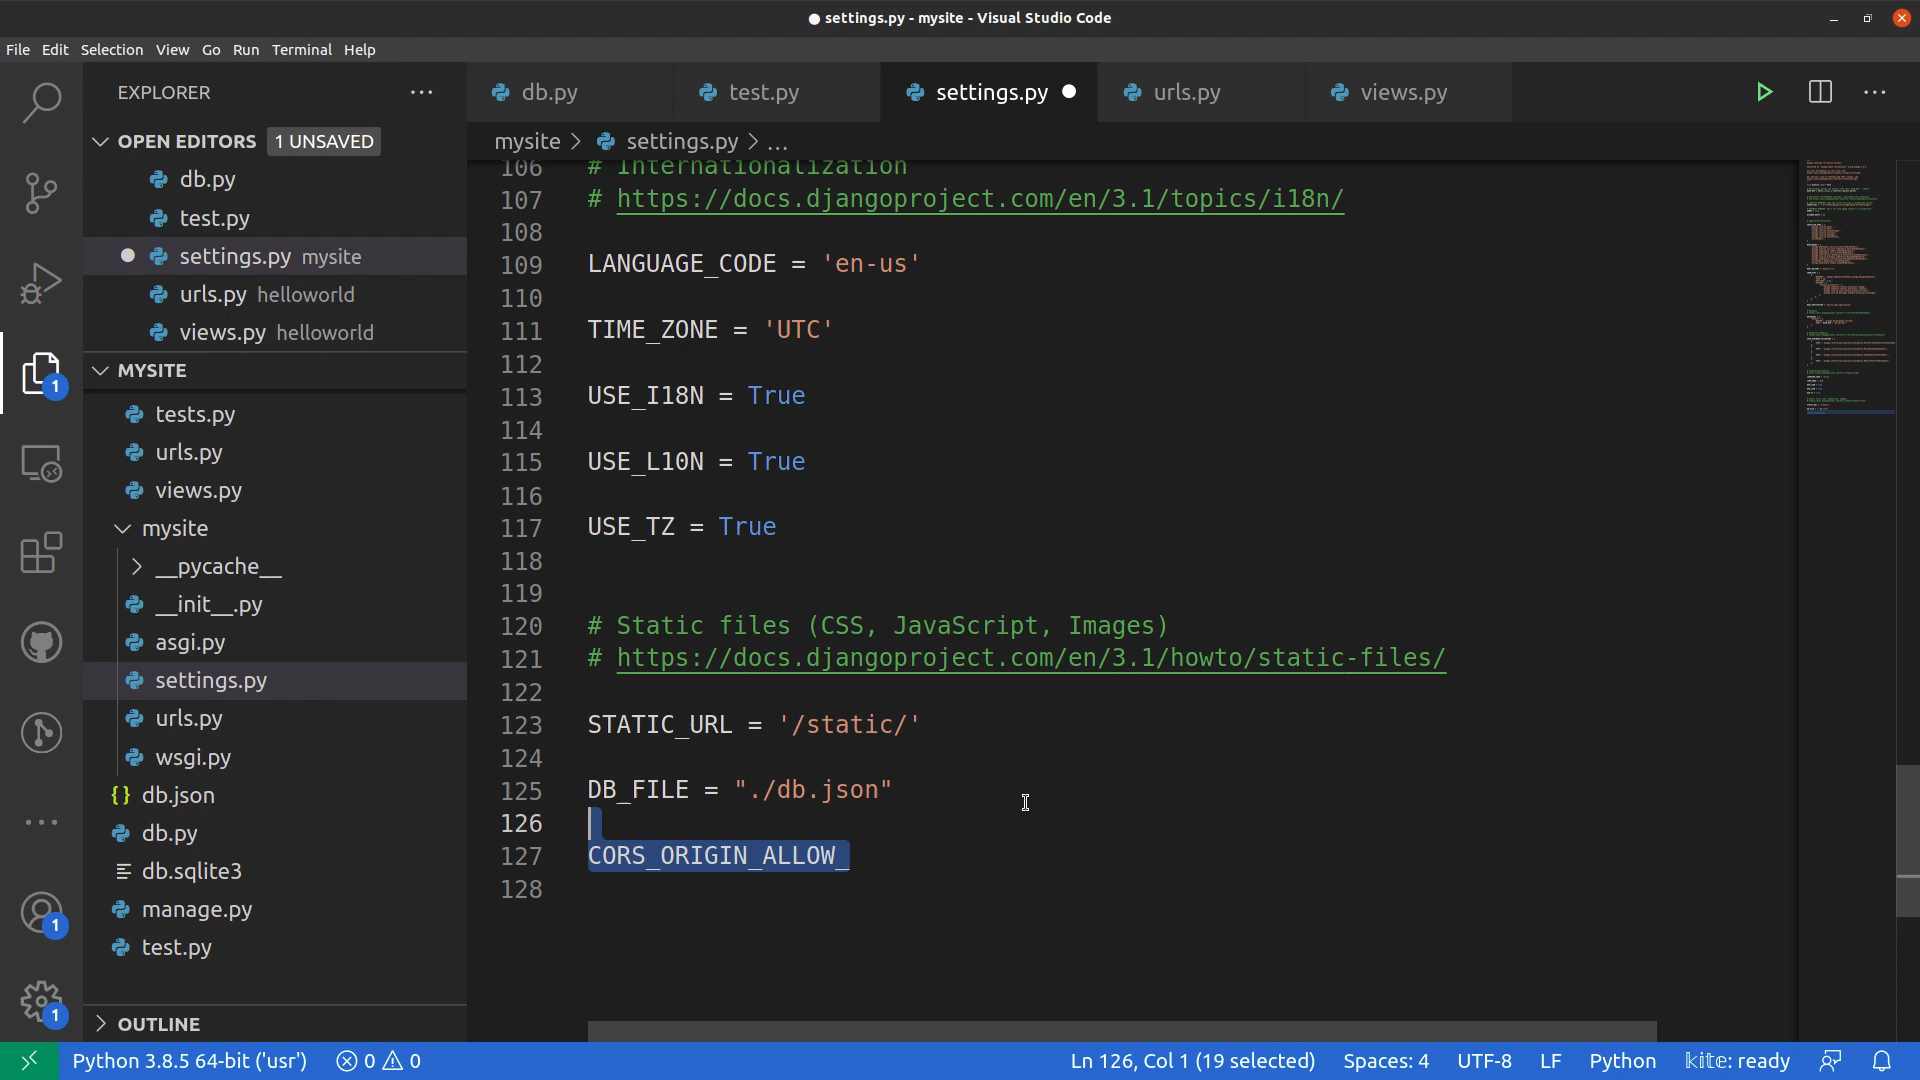 ● settings.py - mysite - Visual Studio Code
File Edit Selection View Go Run Terminal Help
EXPLORER
OPEN EDITORS 1 UNSAVED
db.py
test.py
settings.py mysite
urls.py helloworld
views.py helloworld
MYSITE
tests.py
urls.py
views.py
mysite
__pycache__
__init__.py
asgi.py
settings.py
urls.py
wsgi.py
db.json
db.py
db.sqlite3
manage.py
test.py
OUTLINE
1
1
1
db.py test.py settings.py urls.py views.py
mysite > settings.py > ...
106 # Internationalization
107 # https://docs.djangoproject.com/en/3.1/topics/i18n/
108
109 LANGUAGE_CODE = 'en-us'
110
111 TIME_ZONE = 'UTC'
112
113 USE_I18N = True
114
115 USE_L10N = True
116
117 USE_TZ = True
118
119
120 # Static files (CSS, JavaScript, Images)
121 # https://docs.djangoproject.com/en/3.1/howto/static-files/
122
123 STATIC_URL = '/static/'
124
125 DB_FILE = "./db.json"
126
127 CORS_ORIGIN_ALLOW_
128
Python 3.8.5 64-bit ('usr') 0 0 Ln 126, Col 1 (19 selected) Spaces: 4 UTF-8 LF Python kite: ready